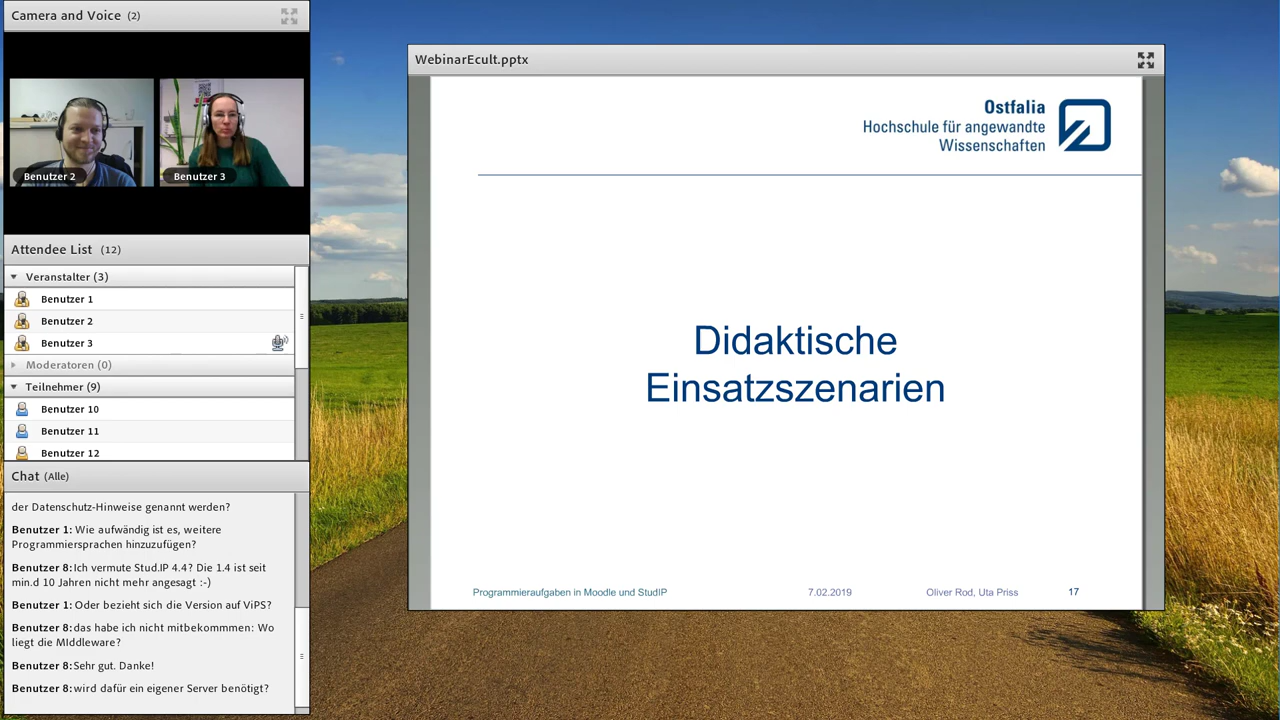 Camera and Voice (2)
Benutzer 2
Benutzer 3
Attendee List (12)
Veranstalter (3)
Benutzer 1
Benutzer 2
Benutzer 3
Moderatoren (0)
Teilnehmer (9)
Benutzer 10
Benutzer 11
Benutzer 12
Chat (Alle)
der Datenschutz-Hinweise genannt werden?
Benutzer 1: Wie aufwändig ist es, weitere
Programmiersprachen hinzuzufügen?
Benutzer 8:Ich vermute Stud.IP 4.4? Die 1.4 ist seit
min.d 10 Jahren nicht mehr angesagt :-)
Benutzer 1: Oder bezieht sich die Version auf ViPS?
Benutzer 8:das habe ich nicht mitbekommmen: Wo
liegt die MIddleware?
Benutzer 8:Sehr gut. Danke!
Benutzer 8:wird dafür ein eigener Server benötigt?
WebinarEcult.pptx
Ostfalia
Hochschule für angewandte
Wissenschaften
Didaktische
Einsatzszenarien
Programmieraufgaben in Moodle und StudIP 7.02.2019 Oliver Rod, Uta Priss 17